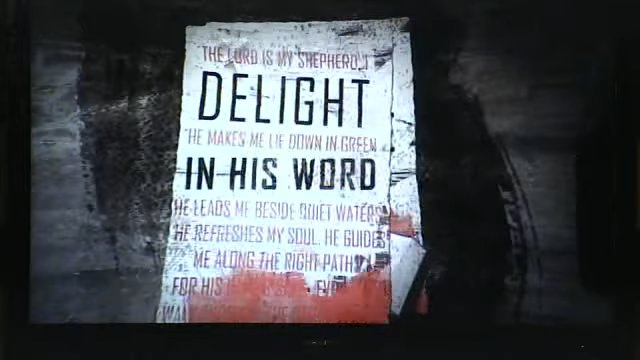 THE LORD IS MY SHEPHERD, I
DELIGHT
HE MAKES ME LIE DOWN IN GREEN
IN HIS WORD
HE LEADS ME BESIDE QUIET WATERS
HE REFRESHES MY SOUL. HE GUIDES
ME ALONG THE RIGHT PATHS
FOR HIS